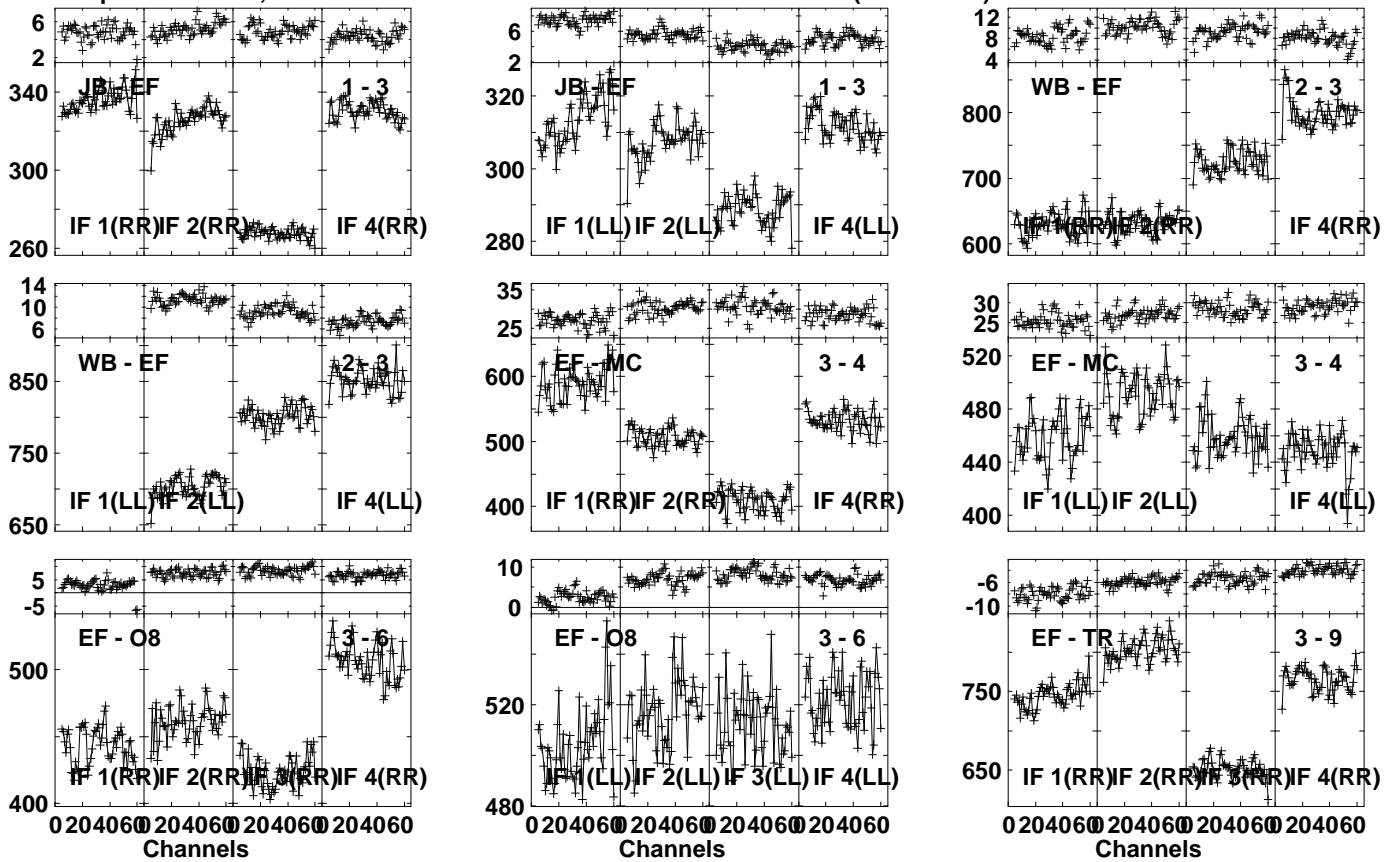 6 6 12
2 2 8
4
JB - EF 1 - 3 JB - EF 1 - 3 WB - EF 2 - 3
340 320 800
300 300 700
260 280 600
IF 1(RR) IF 2(RR) IF 4(RR) IF 1(LL) IF 2(LL) IF 4(LL) IF 1(RR) IF 2(RR) IF 4(RR)
14 35 30
10 25 25
6
WB - EF 2 - 3 EF - MC 3 - 4 EF - MC 3 - 4
850 600 520
750 500 480
650 400 440
400
IF 1(LL) IF 2(LL) IF 4(LL) IF 1(RR) IF 2(RR) IF 4(RR) IF 1(LL) IF 2(LL) IF 4(LL)
5 10 -6
-5 0 -10
EF - O8 3 - 6 EF - O8 3 - 6 EF - TR 3 - 9
500 520 750
400 480 650
IF 1(RR) IF 2(RR) IF 3(RR) IF 4(RR) IF 1(LL) IF 2(LL) IF 3(LL) IF 4(LL) IF 1(RR) IF 2(RR) IF 3(RR) IF 4(RR)
0 20 40 60 0 20 40 60 0 20 40 60 0 20 40 60 0 20 40 60 0 20 40 60 0 20 40 60 0 20 40 60 0 20 40 60 0 20 40 60 0 20 40 60 0 20 40 60
Channels Channels Channels